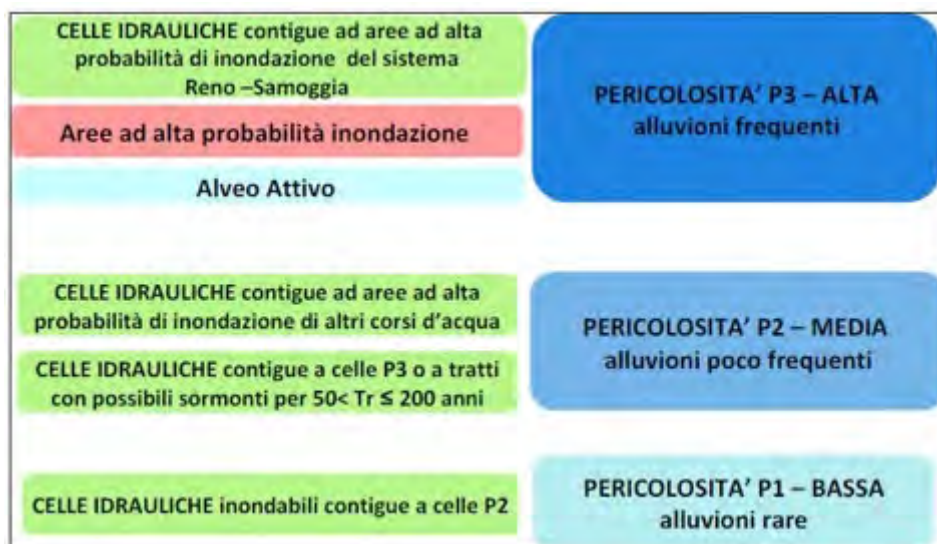 CELLE IDRAULICHE contigue ad aree ad alta
probabilità di inondazione del sistema
Reno –Samoggia
Aree ad alta probabilità inondazione
Alveo Attivo
PERICOLOSITA’ P3 – ALTA
alluvioni frequenti
CELLE IDRAULICHE contigue ad aree ad alta
probabilità di inondazione di altri corsi d’acqua
CELLE IDRAULICHE contigue a celle P3 o a tratti
con possibili sormonti per 50< Tr ≤ 200 anni
PERICOLOSITA’ P2 – MEDIA
alluvioni poco frequenti
CELLE IDRAULICHE inondabili contigue a celle P2
PERICOLOSITA’ P1 – BASSA
alluvioni rare